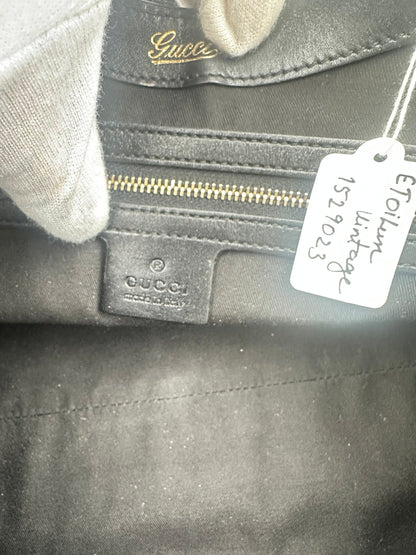 Gucci
®
GUCCI
made in Italy
EToilum
Vintage
1529023